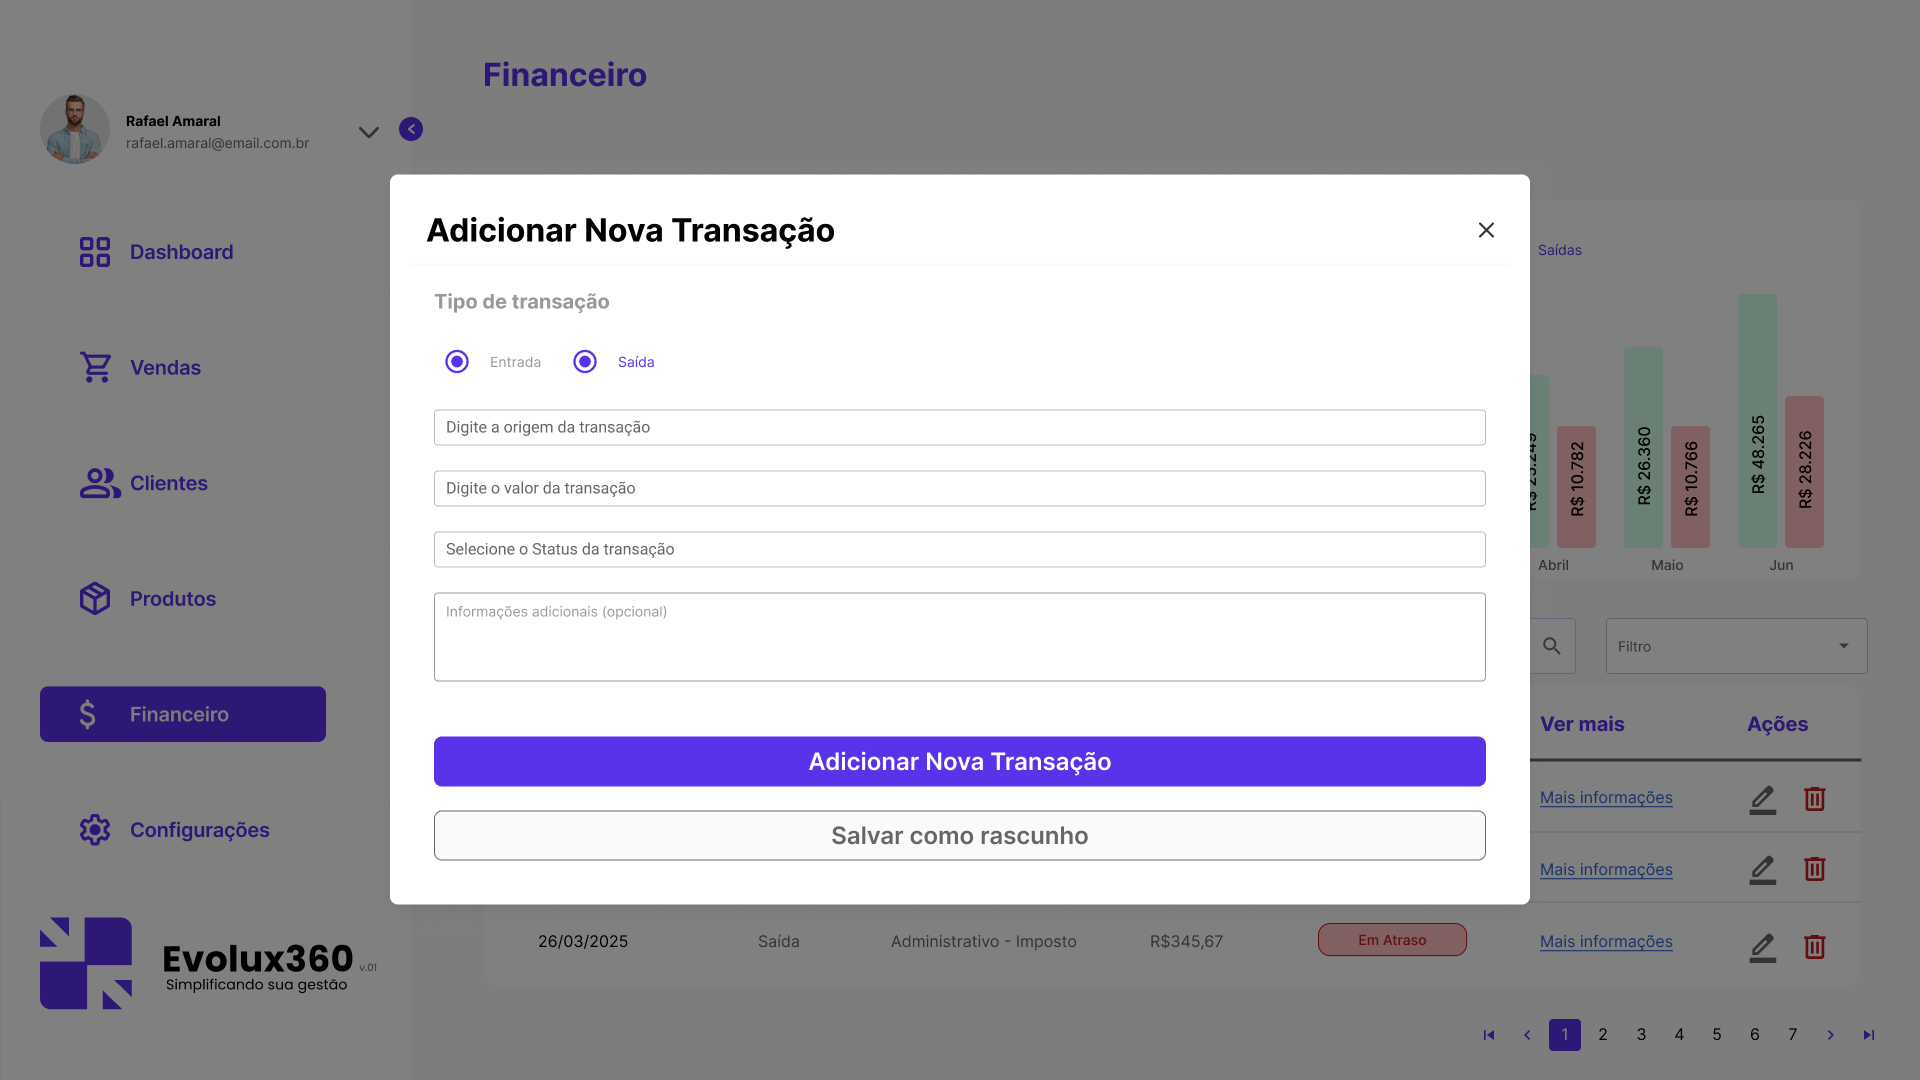 Financeiro
Rafael Amaral
rafael.amaral@email.com.br
Dashboard
Vendas
Clientes
Produtos
Financeiro
Configurações
Evolux360 v.01
Simplificando sua gestão
Adicionar Nova Transação
Tipo de transação
Entrada
Saída
Digite a origem da transação
Digite o valor da transação
Selecione o Status da transação
Informações adicionais (opcional)
Adicionar Nova Transação
Salvar como rascunho
Saídas
R$ 10.782
R$ 26.360
R$ 10.766
R$ 48.265
R$ 28.226
Abril
Maio
Jun
Filtro
Ver mais
Ações
Mais informações
Mais informações
26/03/2025
Saída
Administrativo - Imposto
R$345,67
Em Atraso
Mais informações
1 2 3 4 5 6 7